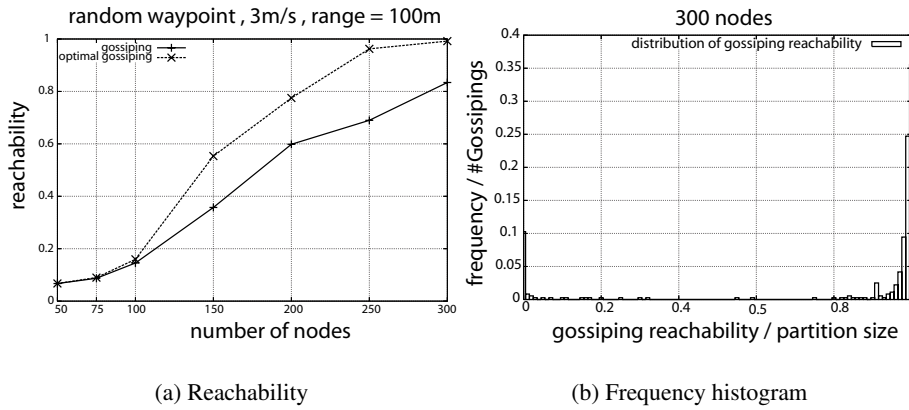 random waypoint , 3m/s , range = 100m
gossiping
optimal gossiping
1
0.8
0.6
0.4
0.2
0
reachability
50 75 100 150 200 250 300
number of nodes
(a) Reachability
300 nodes
distribution of gossiping reachability
0.4
0.35
0.3
0.25
0.2
0.15
0.1
0.05
0
frequency / #Gossipings
0 0.2 0.4 0.5 0.8
gossiping reachability / partition size
(b) Frequency histogram